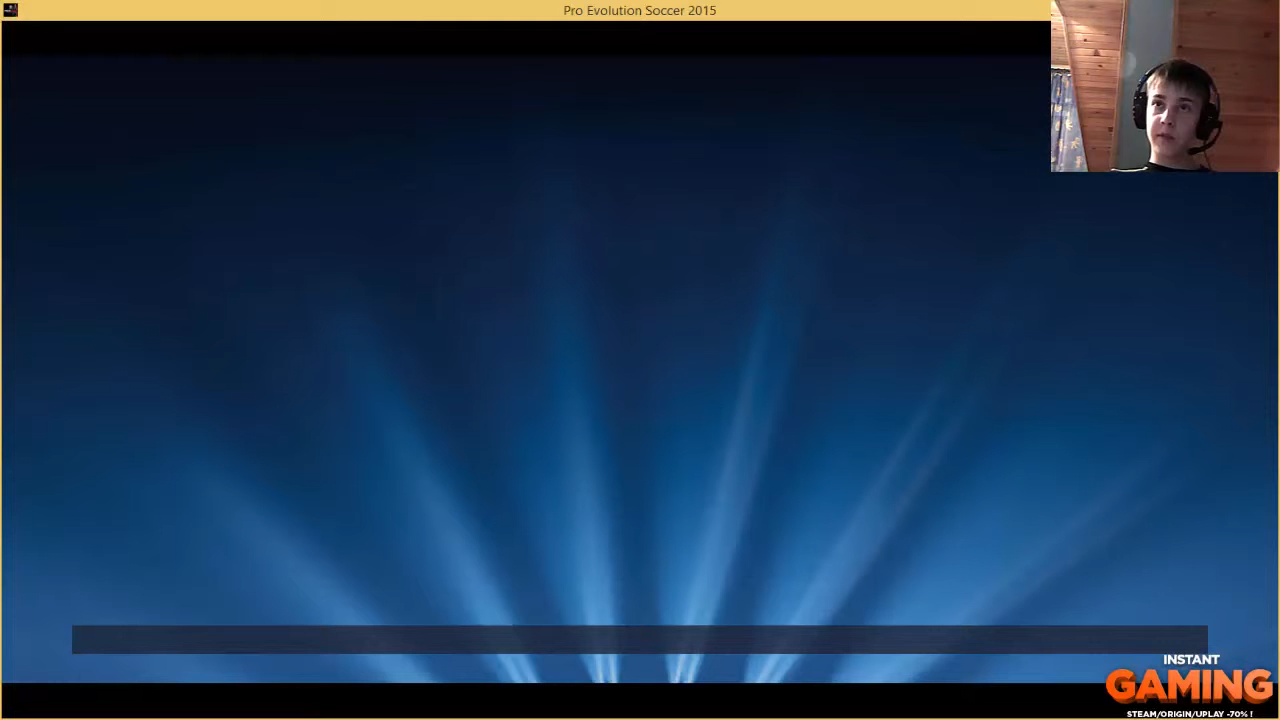 Pro Evolution Soccer 2015
INSTANT
GAMING
STEAM/ORIGIN/UPLAY -70% !